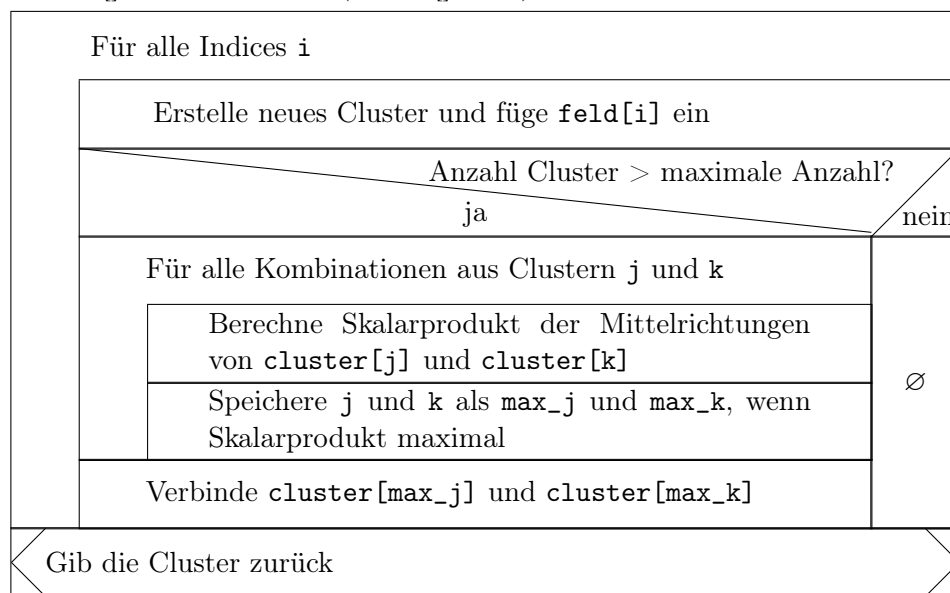 Für alle Indices i
Erstelle neues Cluster und füge feld[i] ein
Anzahl Cluster > maximale Anzahl?
ja
nein
Für alle Kombinationen aus Clustern j und k
Berechne Skalarprodukt der Mittelrichtungen
von cluster[j] und cluster[k]
Speichere j und k als max_j und max_k, wenn
Skalarprodukt maximal
∅
Verbinde cluster[max_j] und cluster[max_k]
Gib die Cluster zurück